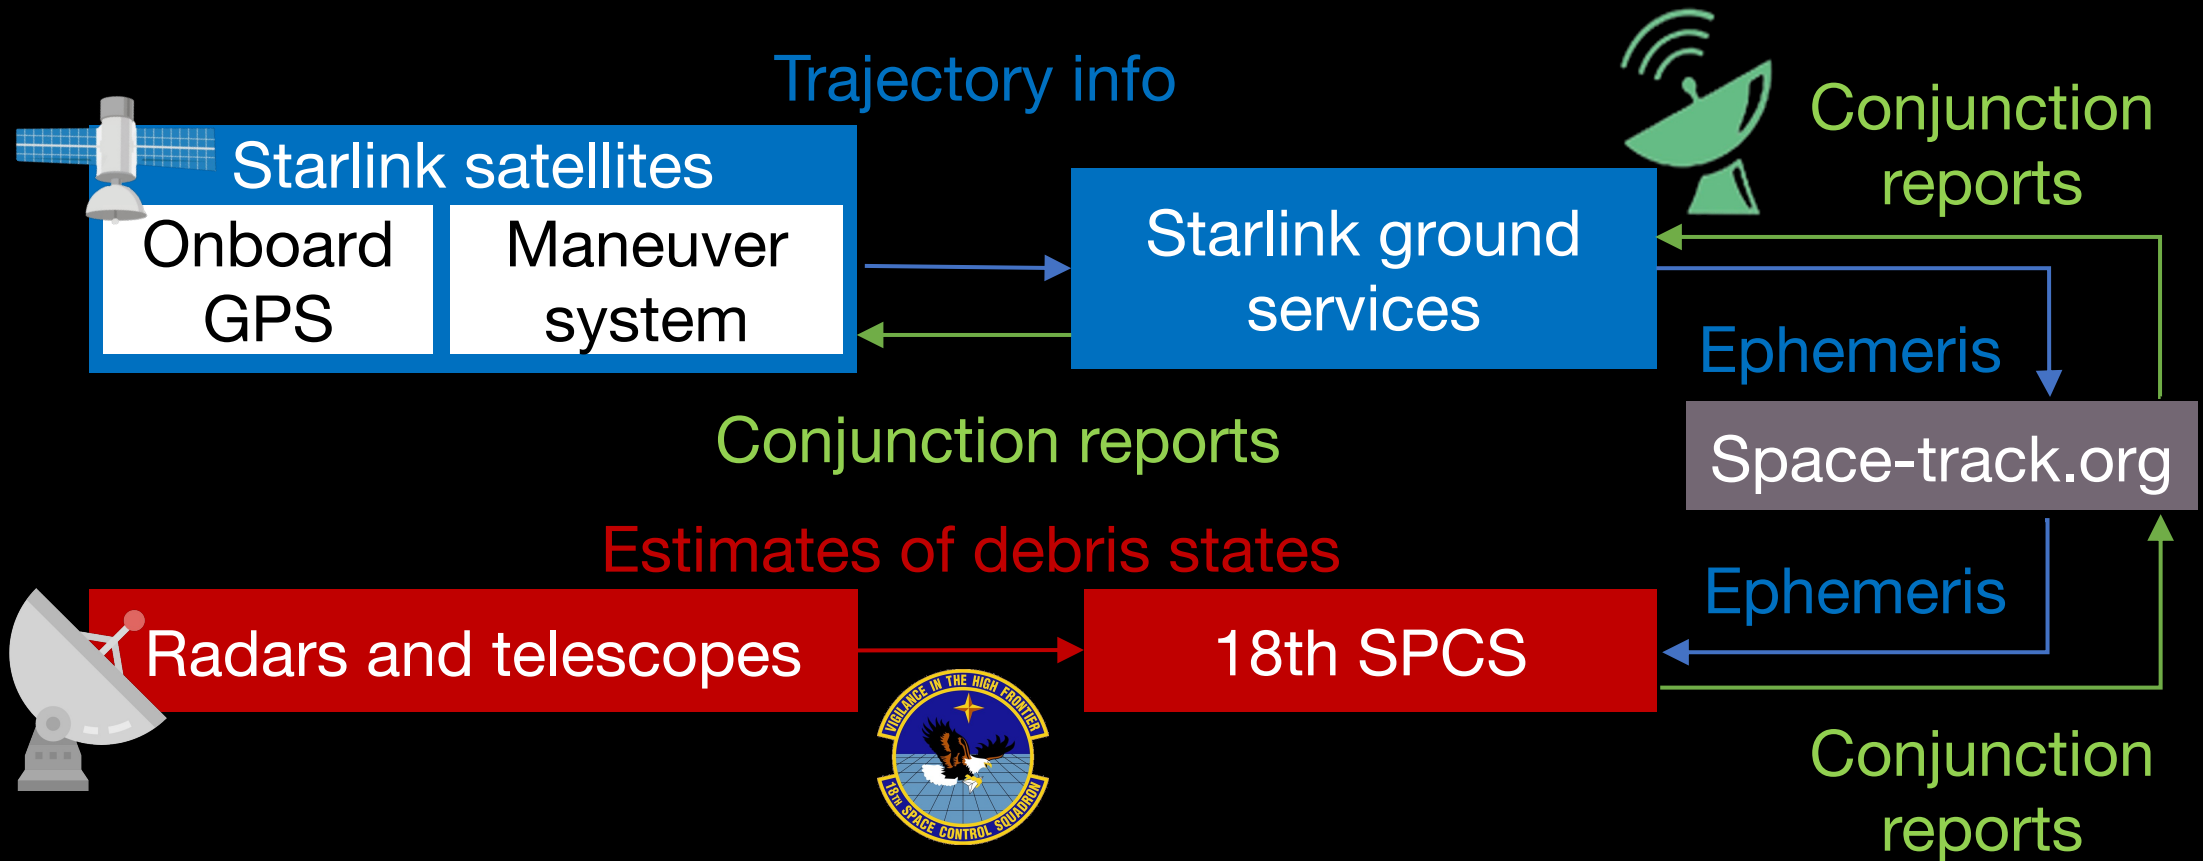 Trajectory info
Conjunction
reports
Starlink satellites
Onboard
GPS
Maneuver
system
Starlink ground
services
Ephemeris
Conjunction reports
Space-track.org
Estimates of debris states
Ephemeris
Radars and telescopes
18th SPCS
VIGILANCE IN THE HIGH FRONTIER
18TH SPACE CONTROL SQUADRON
Conjunction
reports